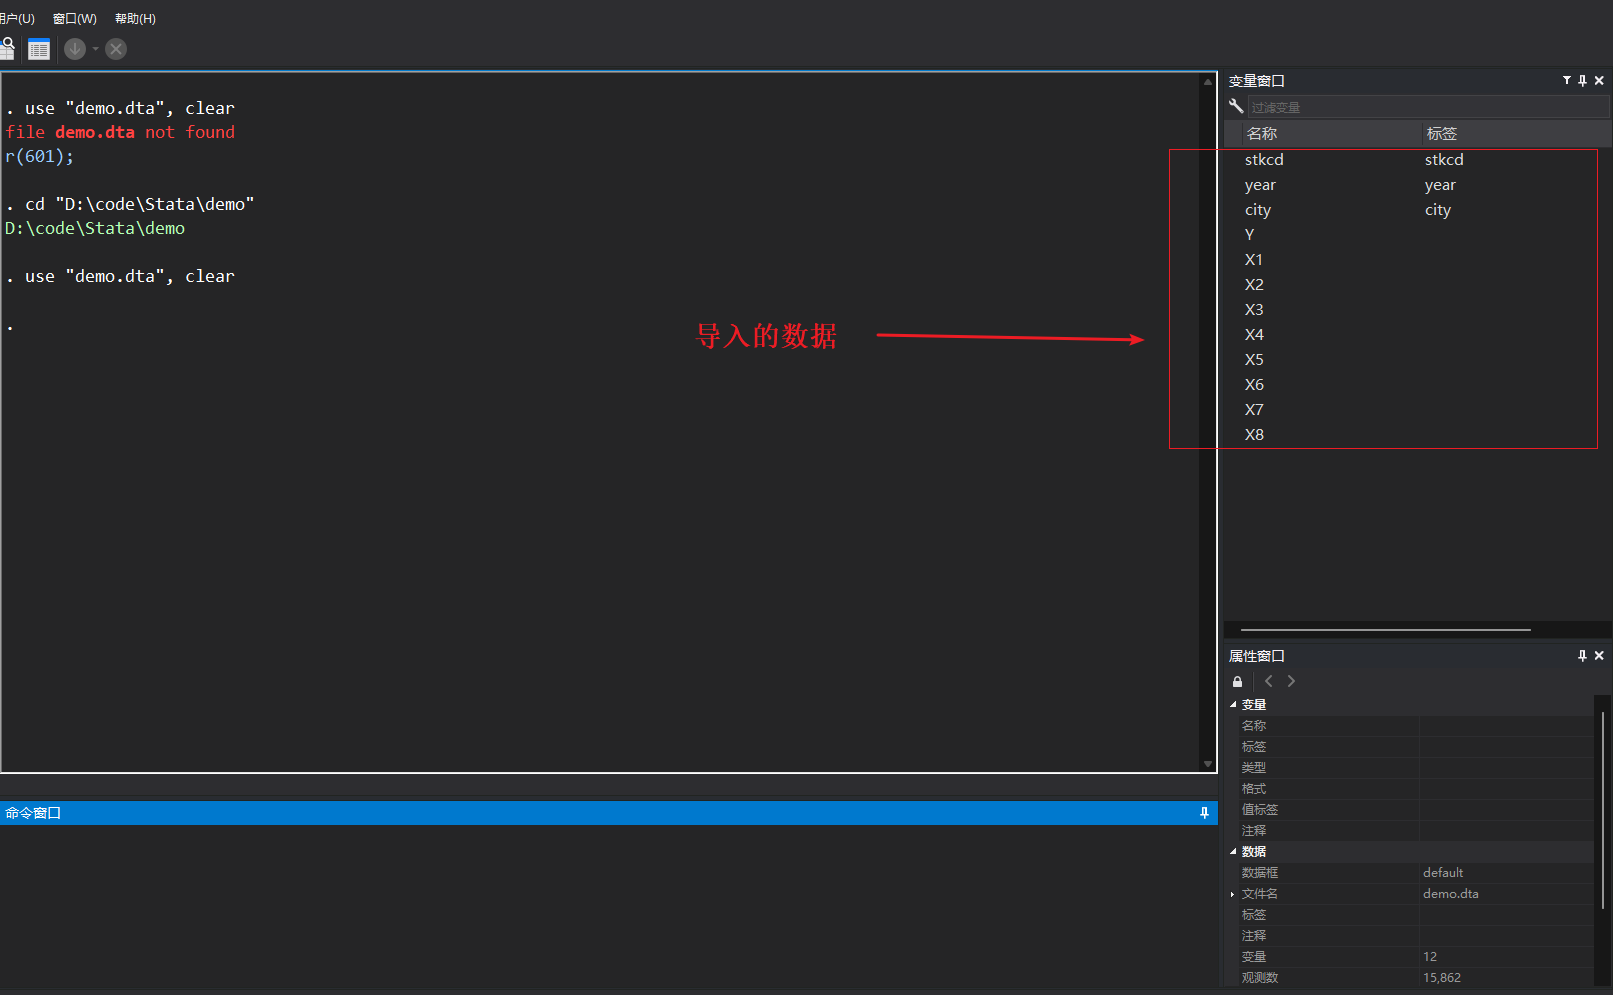 用户(U) 窗口(W) 帮助(H)
. use "demo.dta", clear
file demo.dta not found
r(601);
. cd "D:\code\Stata\demo"
D:\code\Stata\demo
. use "demo.dta", clear
.
导入的数据
变量窗口
过滤变量
名称 标签
stkcd stkcd
year year
city city
Y
X1
X2
X3
X4
X5
X6
X7
X8
属性窗口
变量
名称
标签
类型
格式
值标签
注释
数据
数据框 default
文件名 demo.dta
标签
注释
变量 12
观测数 15,862
命令窗口